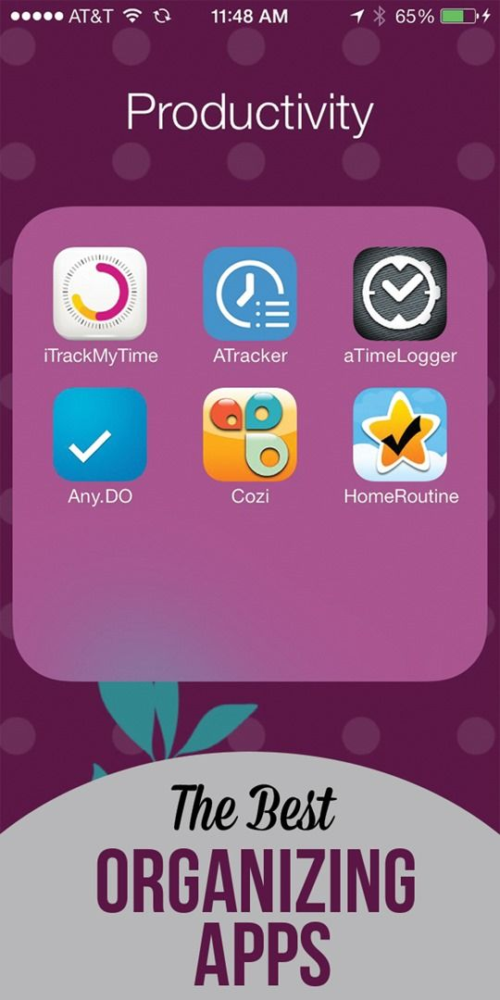 AT&T 11:48 AM 65%
Productivity
iTrackMyTime ATracker aTimeLogger
Any.DO Cozi HomeRoutine
The Best
ORGANIZING
APPS